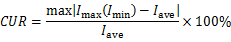 CUR = max|I_max(I_min) − I_ave| / I_ave × 100%